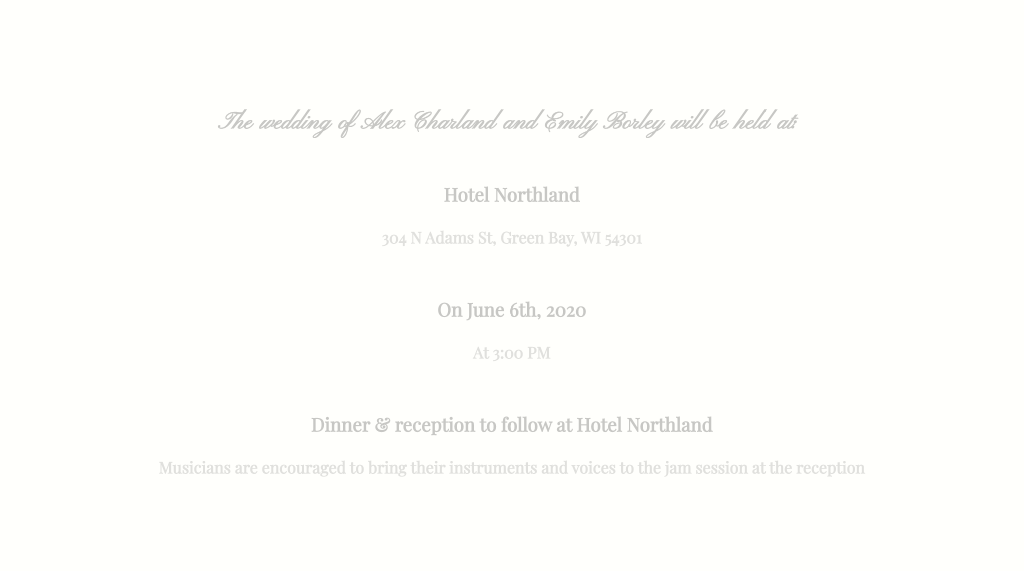 The wedding of Alex Charland and Emily Borley will be held at:
Hotel Northland
304 N Adams St, Green Bay, WI 54301
On June 6th, 2020
At 3:00 PM
Dinner & reception to follow at Hotel Northland
Musicians are encouraged to bring their instruments and voices to the jam session at the reception